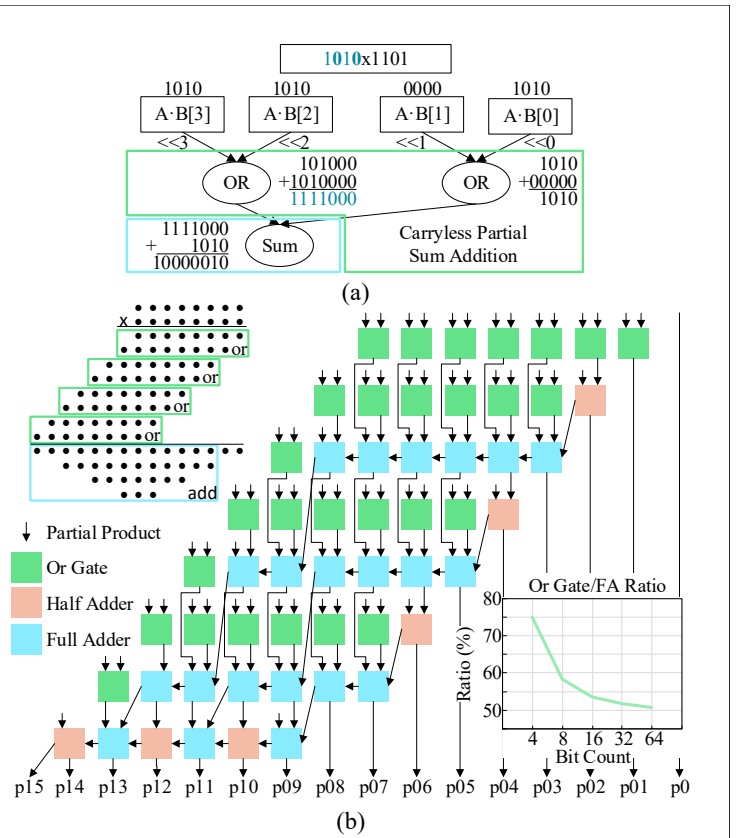 1010x1101
1010 1010 0000 1010
A·B[3] A·B[2] A·B[1] A·B[0]
<<3 <<2 <<1 <<0
OR
101000
+1010000
1111000
OR
1010
+00000
1010
1111000
+ 1010
10000010
Sum
Carryless Partial
Sum Addition
(a)
x
or
or
or
or
add
Partial Product
Or Gate
Half Adder
Full Adder
Or Gate/FA Ratio
Ratio (%)
80
70
60
50
4 8 16 32 64
Bit Count
p15 p14 p13 p12 p11 p10 p09 p08 p07 p06 p05 p04 p03 p02 p01 p0
(b)